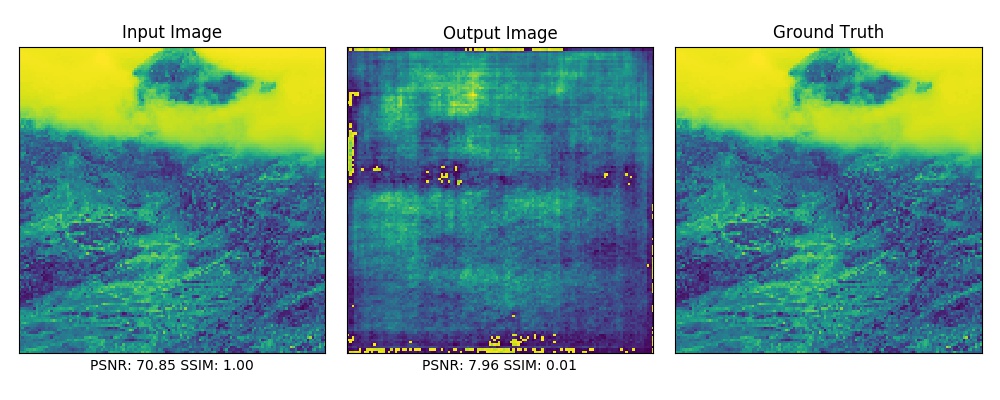 Input Image
Output Image
Ground Truth
PSNR: 70.85 SSIM: 1.00
PSNR: 7.96 SSIM: 0.01